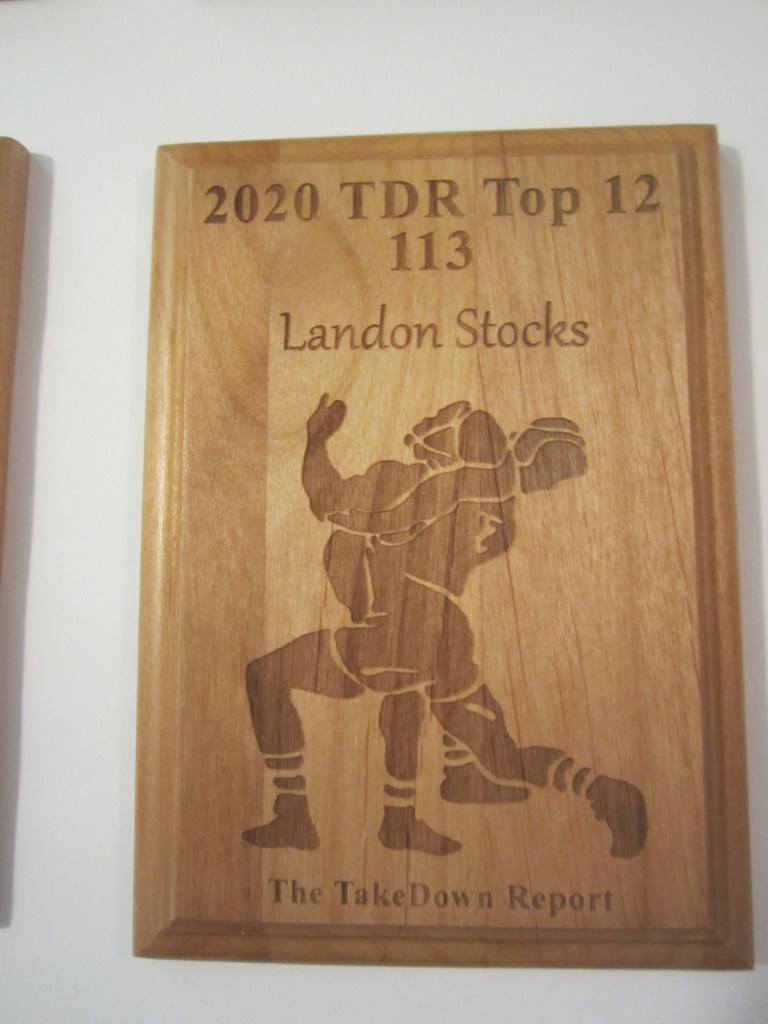 2020 TDR Top 12
113
Landon Stocks
The TakeDown Report